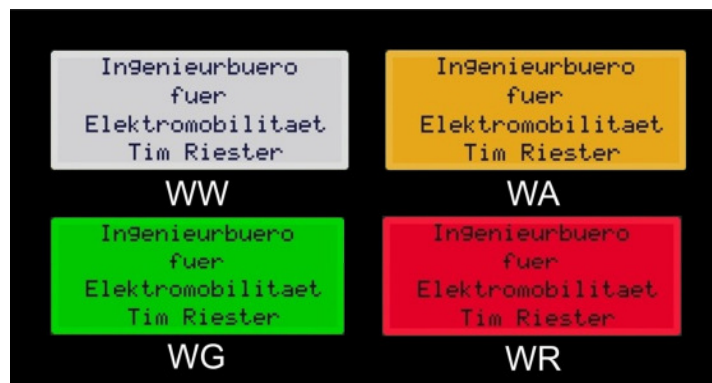 Ingenieurbuero
fuer
Elektromobilitaet
Tim Riester
WW
Ingenieurbuero
fuer
Elektromobilitaet
Tim Riester
WA
Ingenieurbuero
fuer
Elektromobilitaet
Tim Riester
WG
Ingenieurbuero
fuer
Elektromobilitaet
Tim Riester
WR